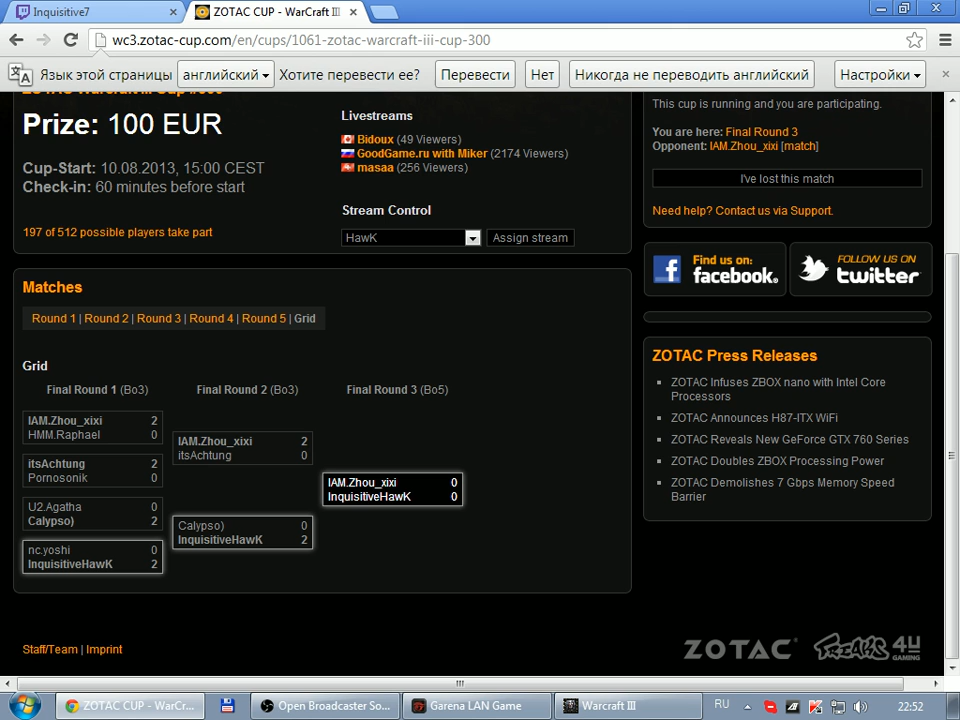 Inquisitive7
ZOTAC CUP - WarCraft III
wc3.zotac-cup.com/en/cups/1061-zotac-warcraft-iii-cup-300
Язык этой страницы английский Хотите перевести ее? Перевести Нет Никогда не переводить английский Настройки
Prize: 100 EUR
Cup-Start: 10.08.2013, 15:00 CEST
Check-in: 60 minutes before start
197 of 512 possible players take part
Livestreams
Bidoux (49 Viewers)
GoodGame.ru with Miker (2174 Viewers)
masaa (256 Viewers)
Stream Control
HawK
Assign stream
This cup is running and you are participating.
You are here: Final Round 3
Opponent: IAM.Zhou_xixi [match]
I've lost this match
Need help? Contact us via Support.
Find us on:
facebook.
FOLLOW US ON
twitter
Matches
Round 1 | Round 2 | Round 3 | Round 4 | Round 5 | Grid
Grid
Final Round 1 (Bo3)
Final Round 2 (Bo3)
Final Round 3 (Bo5)
IAM.Zhou_xixi 2
HMM.Raphael 0
itsAchtung 2
Pornosonik 0
U2.Agatha 0
Calypso) 2
nc.yoshi 0
InquisitiveHawK 2
IAM.Zhou_xixi 2
itsAchtung 0
Calypso) 0
InquisitiveHawK 2
IAM.Zhou_xixi 0
InquisitiveHawK 0
ZOTAC Press Releases
ZOTAC Infuses ZBOX nano with Intel Core
Processors
ZOTAC Announces H87-ITX WiFi
ZOTAC Reveals New GeForce GTX 760 Series
ZOTAC Doubles ZBOX Processing Power
ZOTAC Demolishes 7 Gbps Memory Speed
Barrier
Staff/Team | Imprint
ZOTAC
FREAKS 4U
GAMING
ZOTAC CUP - WarCr...
Open Broadcaster So...
Garena LAN Game
Warcraft III
RU
22:52